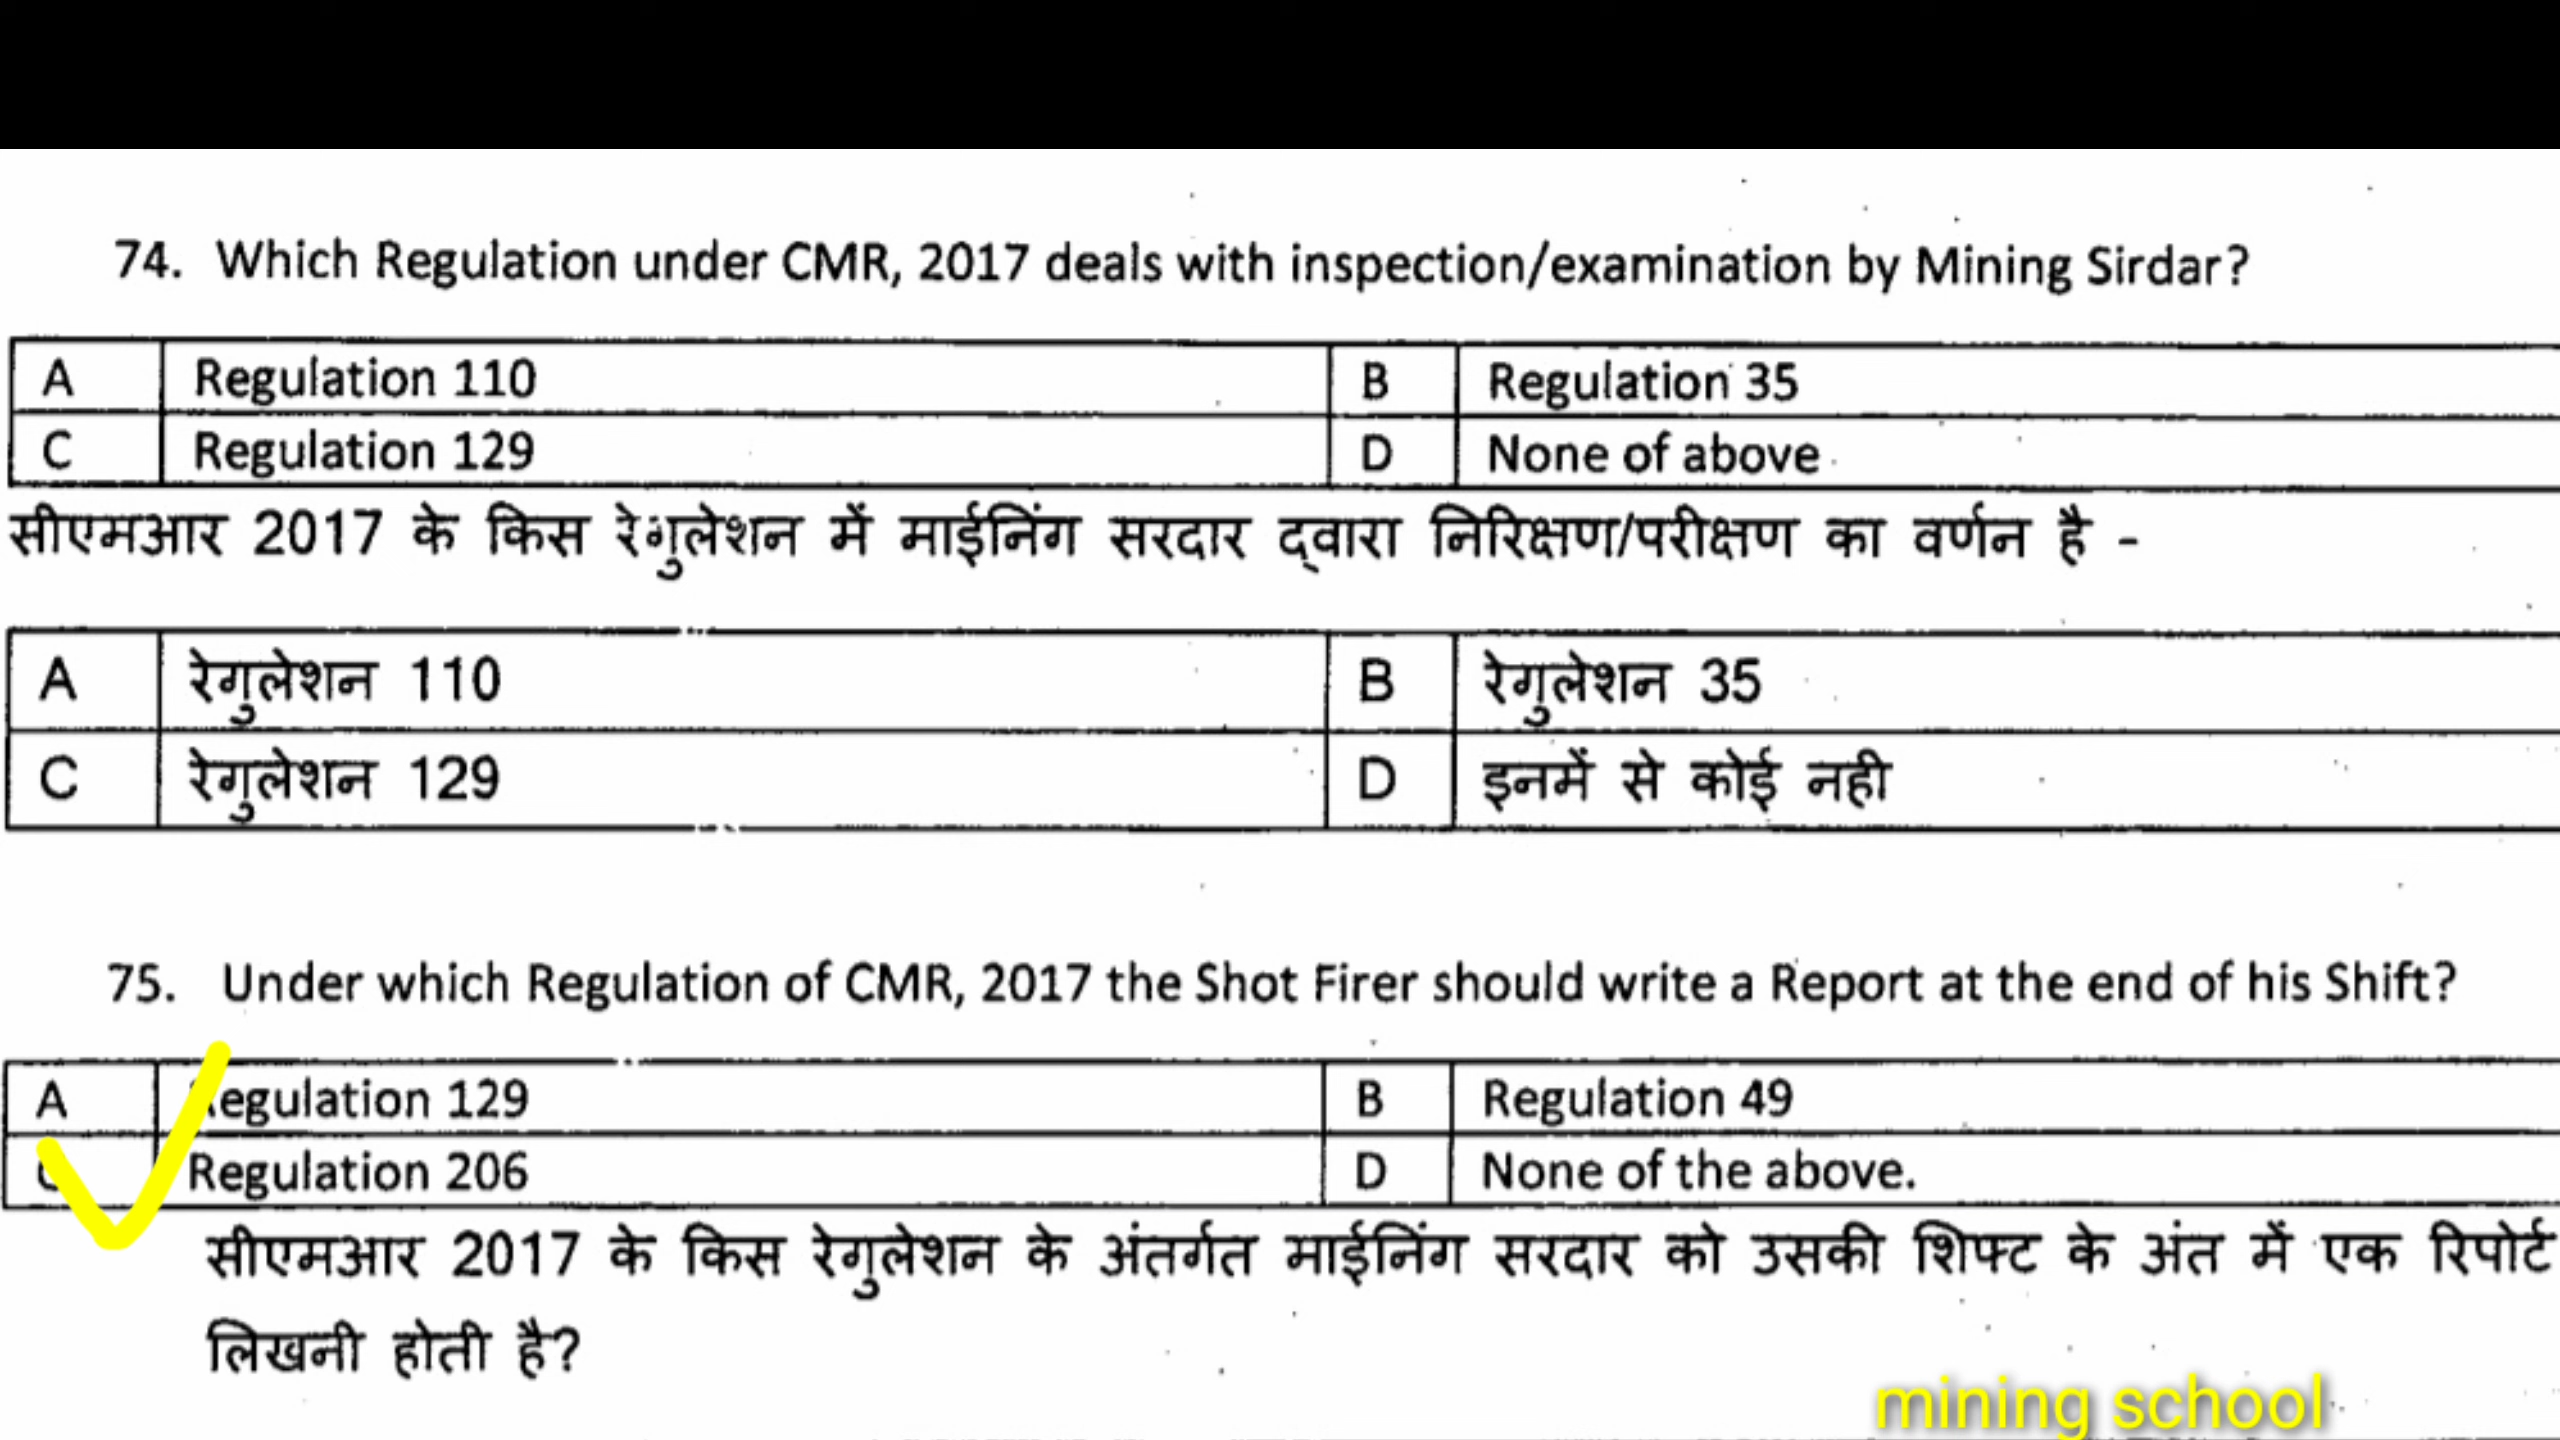 74. Which Regulation under CMR, 2017 deals with inspection/examination by Mining Sirdar?
A Regulation 110 B Regulation 35
C Regulation 129 D None of above
सीएमआर 2017 के किस रेगुलेशन में माईनिंग सरदार द्वारा निरिक्षण/परीक्षण का वर्णन है -
A रेगुलेशन 110 B रेगुलेशन 35
C रेगुलेशन 129 D इनमें से कोई नही
75. Under which Regulation of CMR, 2017 the Shot Firer should write a Report at the end of his Shift?
A Regulation 129 B Regulation 49
Regulation 206 D None of the above.
सीएमआर 2017 के किस रेगुलेशन के अंतर्गत माईनिंग सरदार को उसकी शिफ्ट के अंत में एक रिपोर्ट
लिखनी होती है?
mining school